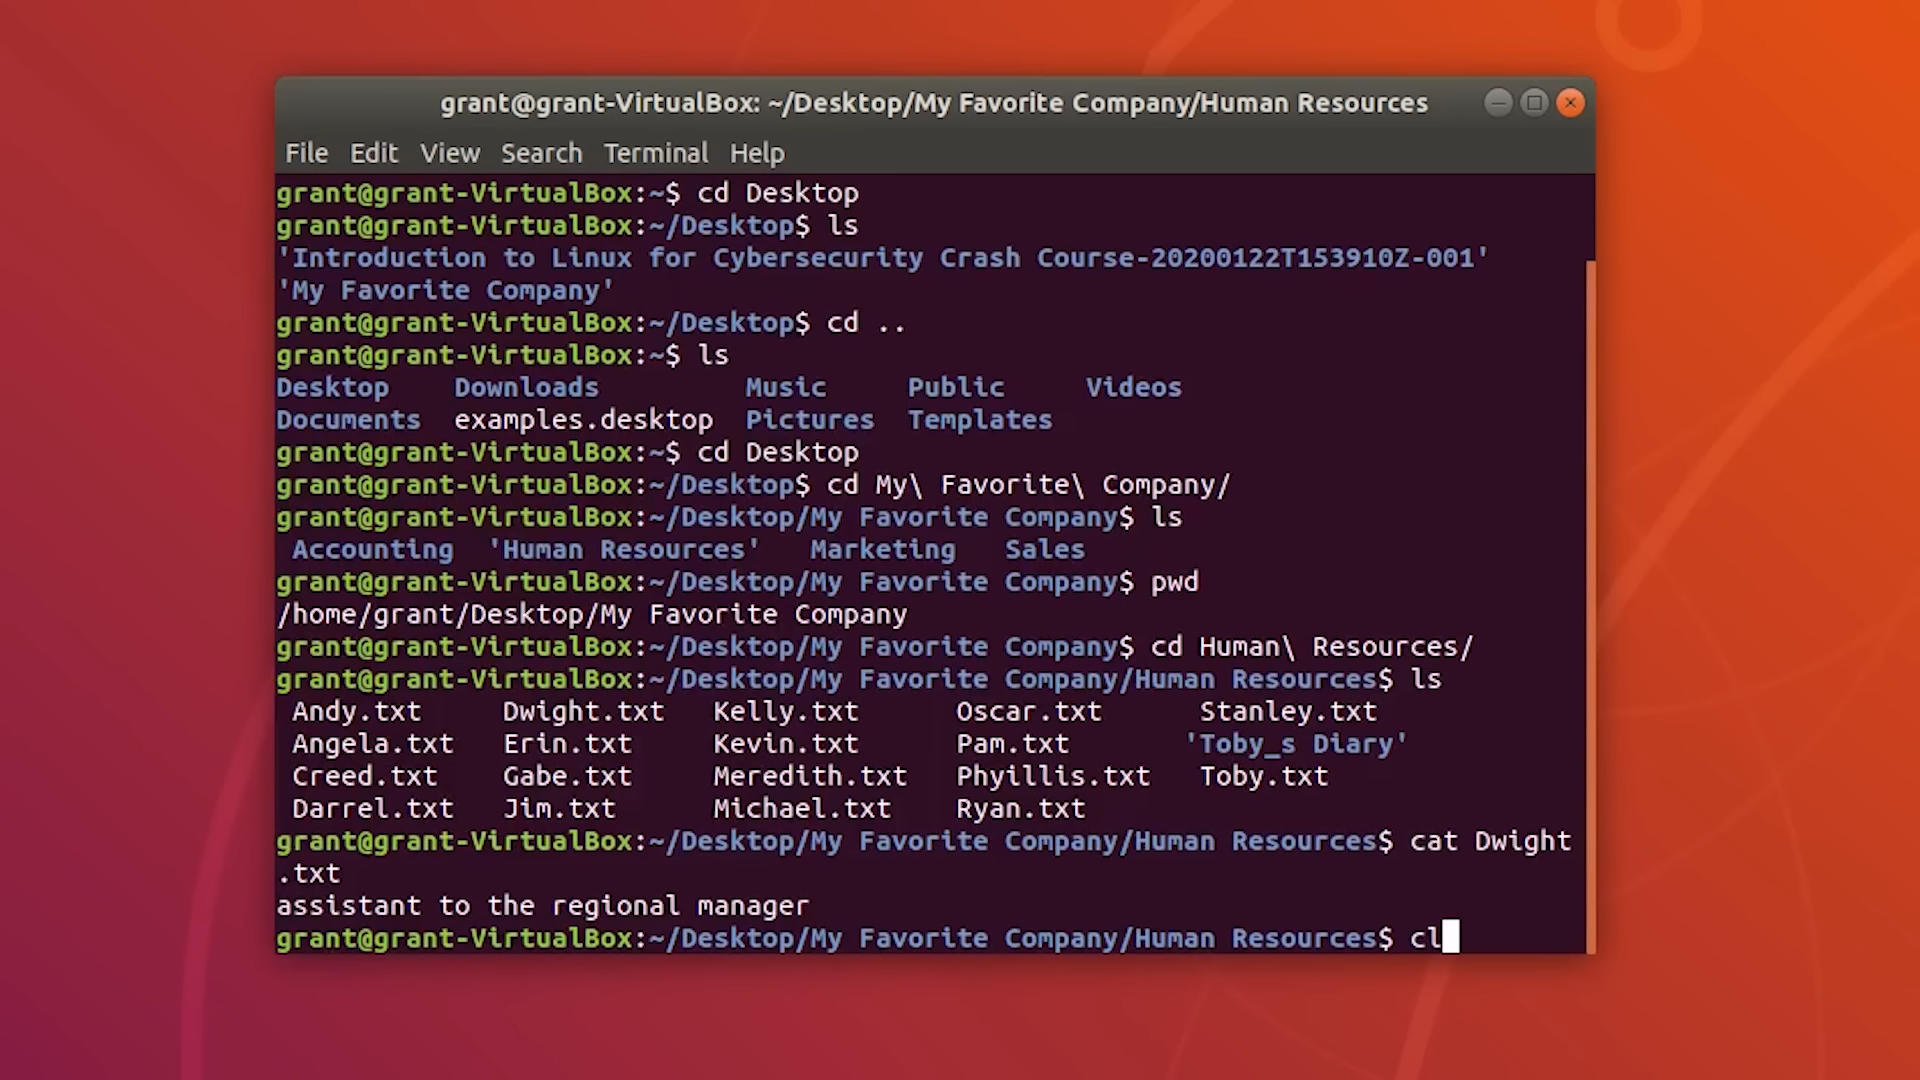 grant@grant-VirtualBox: ~/Desktop/My Favorite Company/Human Resources
File Edit View Search Terminal Help
grant@grant-VirtualBox:~$ cd Desktop
grant@grant-VirtualBox:~/Desktop$ ls
'Introduction to Linux for Cybersecurity Crash Course-20200122T153910Z-001'
'My Favorite Company'
grant@grant-VirtualBox:~/Desktop$ cd ..
grant@grant-VirtualBox:~$ ls
Desktop Downloads Music Public Videos
Documents examples.desktop Pictures Templates
grant@grant-VirtualBox:~$ cd Desktop
grant@grant-VirtualBox:~/Desktop$ cd My\ Favorite\ Company/
grant@grant-VirtualBox:~/Desktop/My Favorite Company$ ls
Accounting 'Human Resources' Marketing Sales
grant@grant-VirtualBox:~/Desktop/My Favorite Company$ pwd
/home/grant/Desktop/My Favorite Company
grant@grant-VirtualBox:~/Desktop/My Favorite Company$ cd Human\ Resources/
grant@grant-VirtualBox:~/Desktop/My Favorite Company/Human Resources$ ls
Andy.txt Dwight.txt Kelly.txt Oscar.txt Stanley.txt
Angela.txt Erin.txt Kevin.txt Pam.txt 'Toby_s Diary'
Creed.txt Gabe.txt Meredith.txt Phyillis.txt Toby.txt
Darrel.txt Jim.txt Michael.txt Ryan.txt
grant@grant-VirtualBox:~/Desktop/My Favorite Company/Human Resources$ cat Dwight
.txt
assistant to the regional manager
grant@grant-VirtualBox:~/Desktop/My Favorite Company/Human Resources$ cl